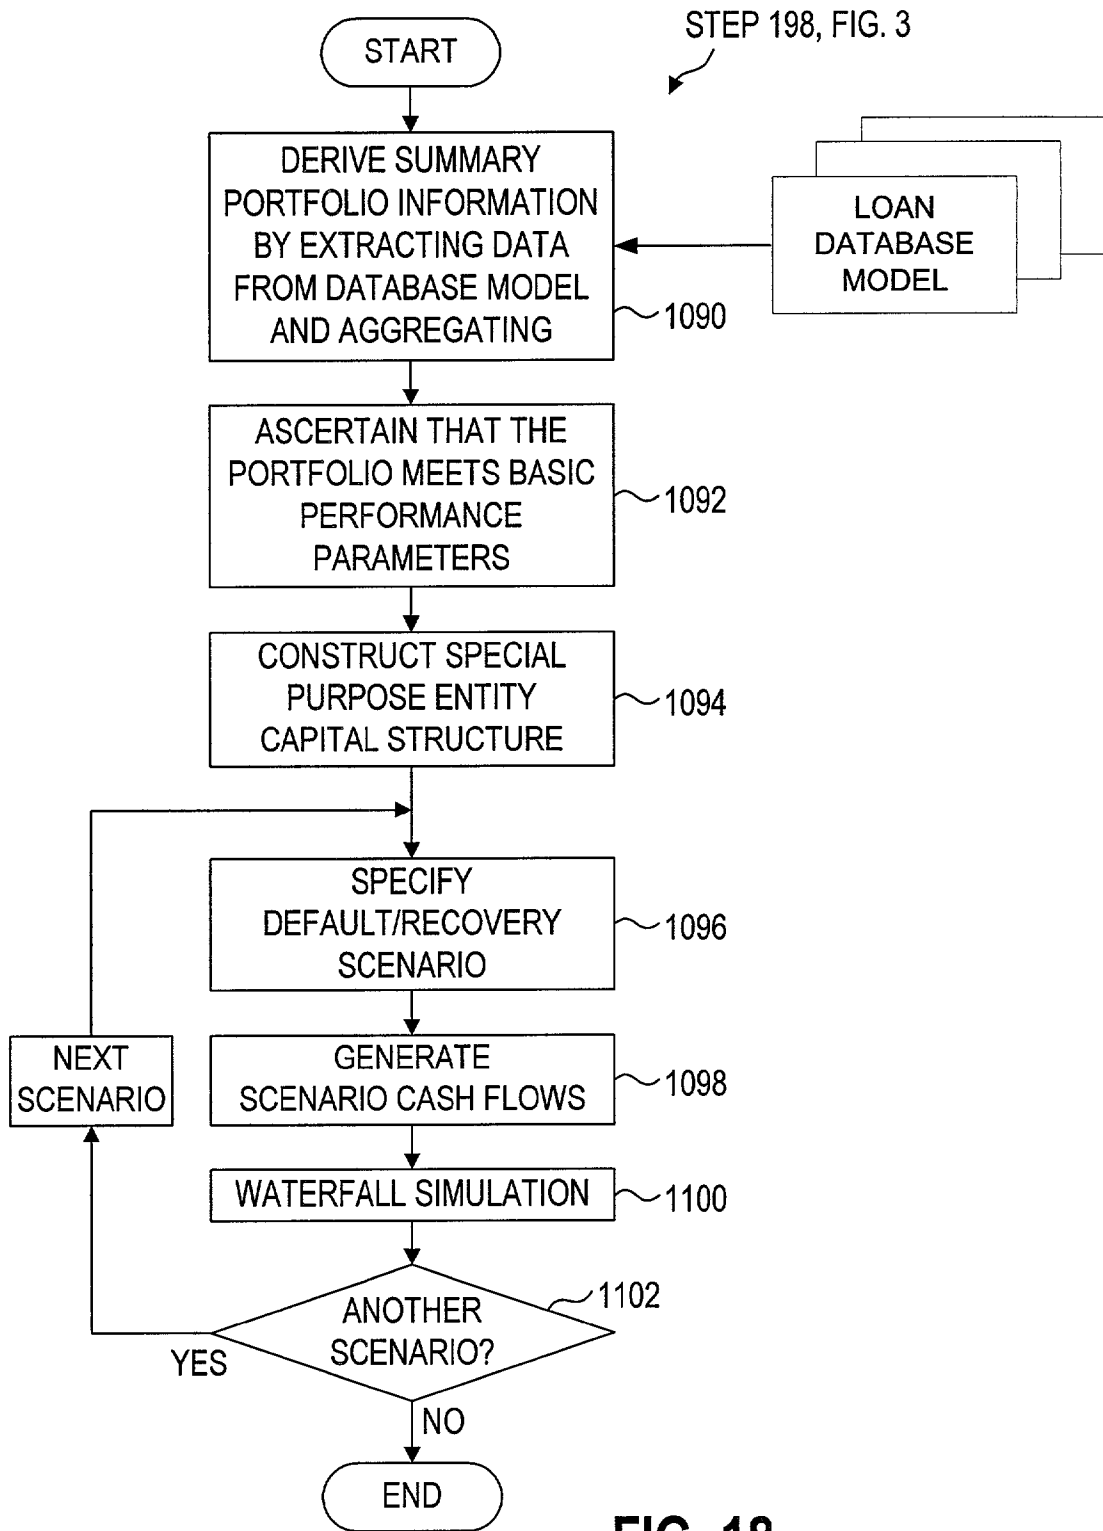 STEP 198, FIG. 3
START
DERIVE SUMMARY
PORTFOLIO INFORMATION
BY EXTRACTING DATA
FROM DATABASE MODEL
AND AGGREGATING
1090
LOAN
DATABASE
MODEL
ASCERTAIN THAT THE
PORTFOLIO MEETS BASIC
PERFORMANCE
PARAMETERS
1092
CONSTRUCT SPECIAL
PURPOSE ENTITY
CAPITAL STRUCTURE
1094
SPECIFY
DEFAULT/RECOVERY
SCENARIO
1096
NEXT
SCENARIO
GENERATE
SCENARIO CASH FLOWS
1098
WATERFALL SIMULATION
1100
ANOTHER
SCENARIO?
1102
YES
NO
END
FIG. 18